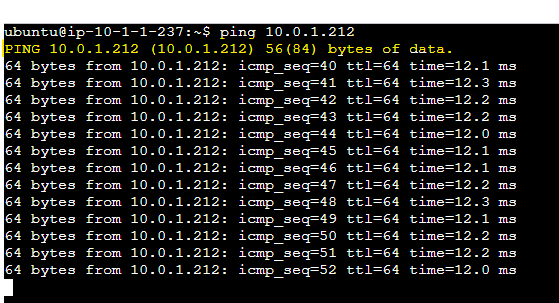 ubuntu@ip-10-1-1-237:~$ ping 10.0.1.212
PING 10.0.1.212 (10.0.1.212) 56(84) bytes of data.
64 bytes from 10.0.1.212: icmp_seq=40 ttl=64 time=12.1 ms
64 bytes from 10.0.1.212: icmp_seq=41 ttl=64 time=12.3 ms
64 bytes from 10.0.1.212: icmp_seq=42 ttl=64 time=12.2 ms
64 bytes from 10.0.1.212: icmp_seq=43 ttl=64 time=12.2 ms
64 bytes from 10.0.1.212: icmp_seq=44 ttl=64 time=12.0 ms
64 bytes from 10.0.1.212: icmp_seq=45 ttl=64 time=12.1 ms
64 bytes from 10.0.1.212: icmp_seq=46 ttl=64 time=12.1 ms
64 bytes from 10.0.1.212: icmp_seq=47 ttl=64 time=12.2 ms
64 bytes from 10.0.1.212: icmp_seq=48 ttl=64 time=12.3 ms
64 bytes from 10.0.1.212: icmp_seq=49 ttl=64 time=12.1 ms
64 bytes from 10.0.1.212: icmp_seq=50 ttl=64 time=12.2 ms
64 bytes from 10.0.1.212: icmp_seq=51 ttl=64 time=12.2 ms
64 bytes from 10.0.1.212: icmp_seq=52 ttl=64 time=12.0 ms